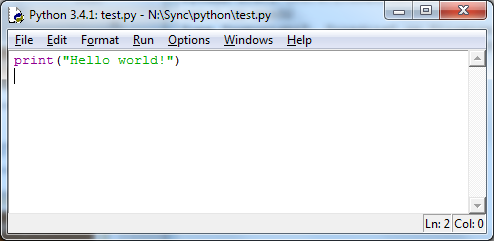 Python 3.4.1: test.py - N:\Sync\python\test.py
File Edit Format Run Options Windows Help
print("Hello world!")
Ln: 2 Col: 0